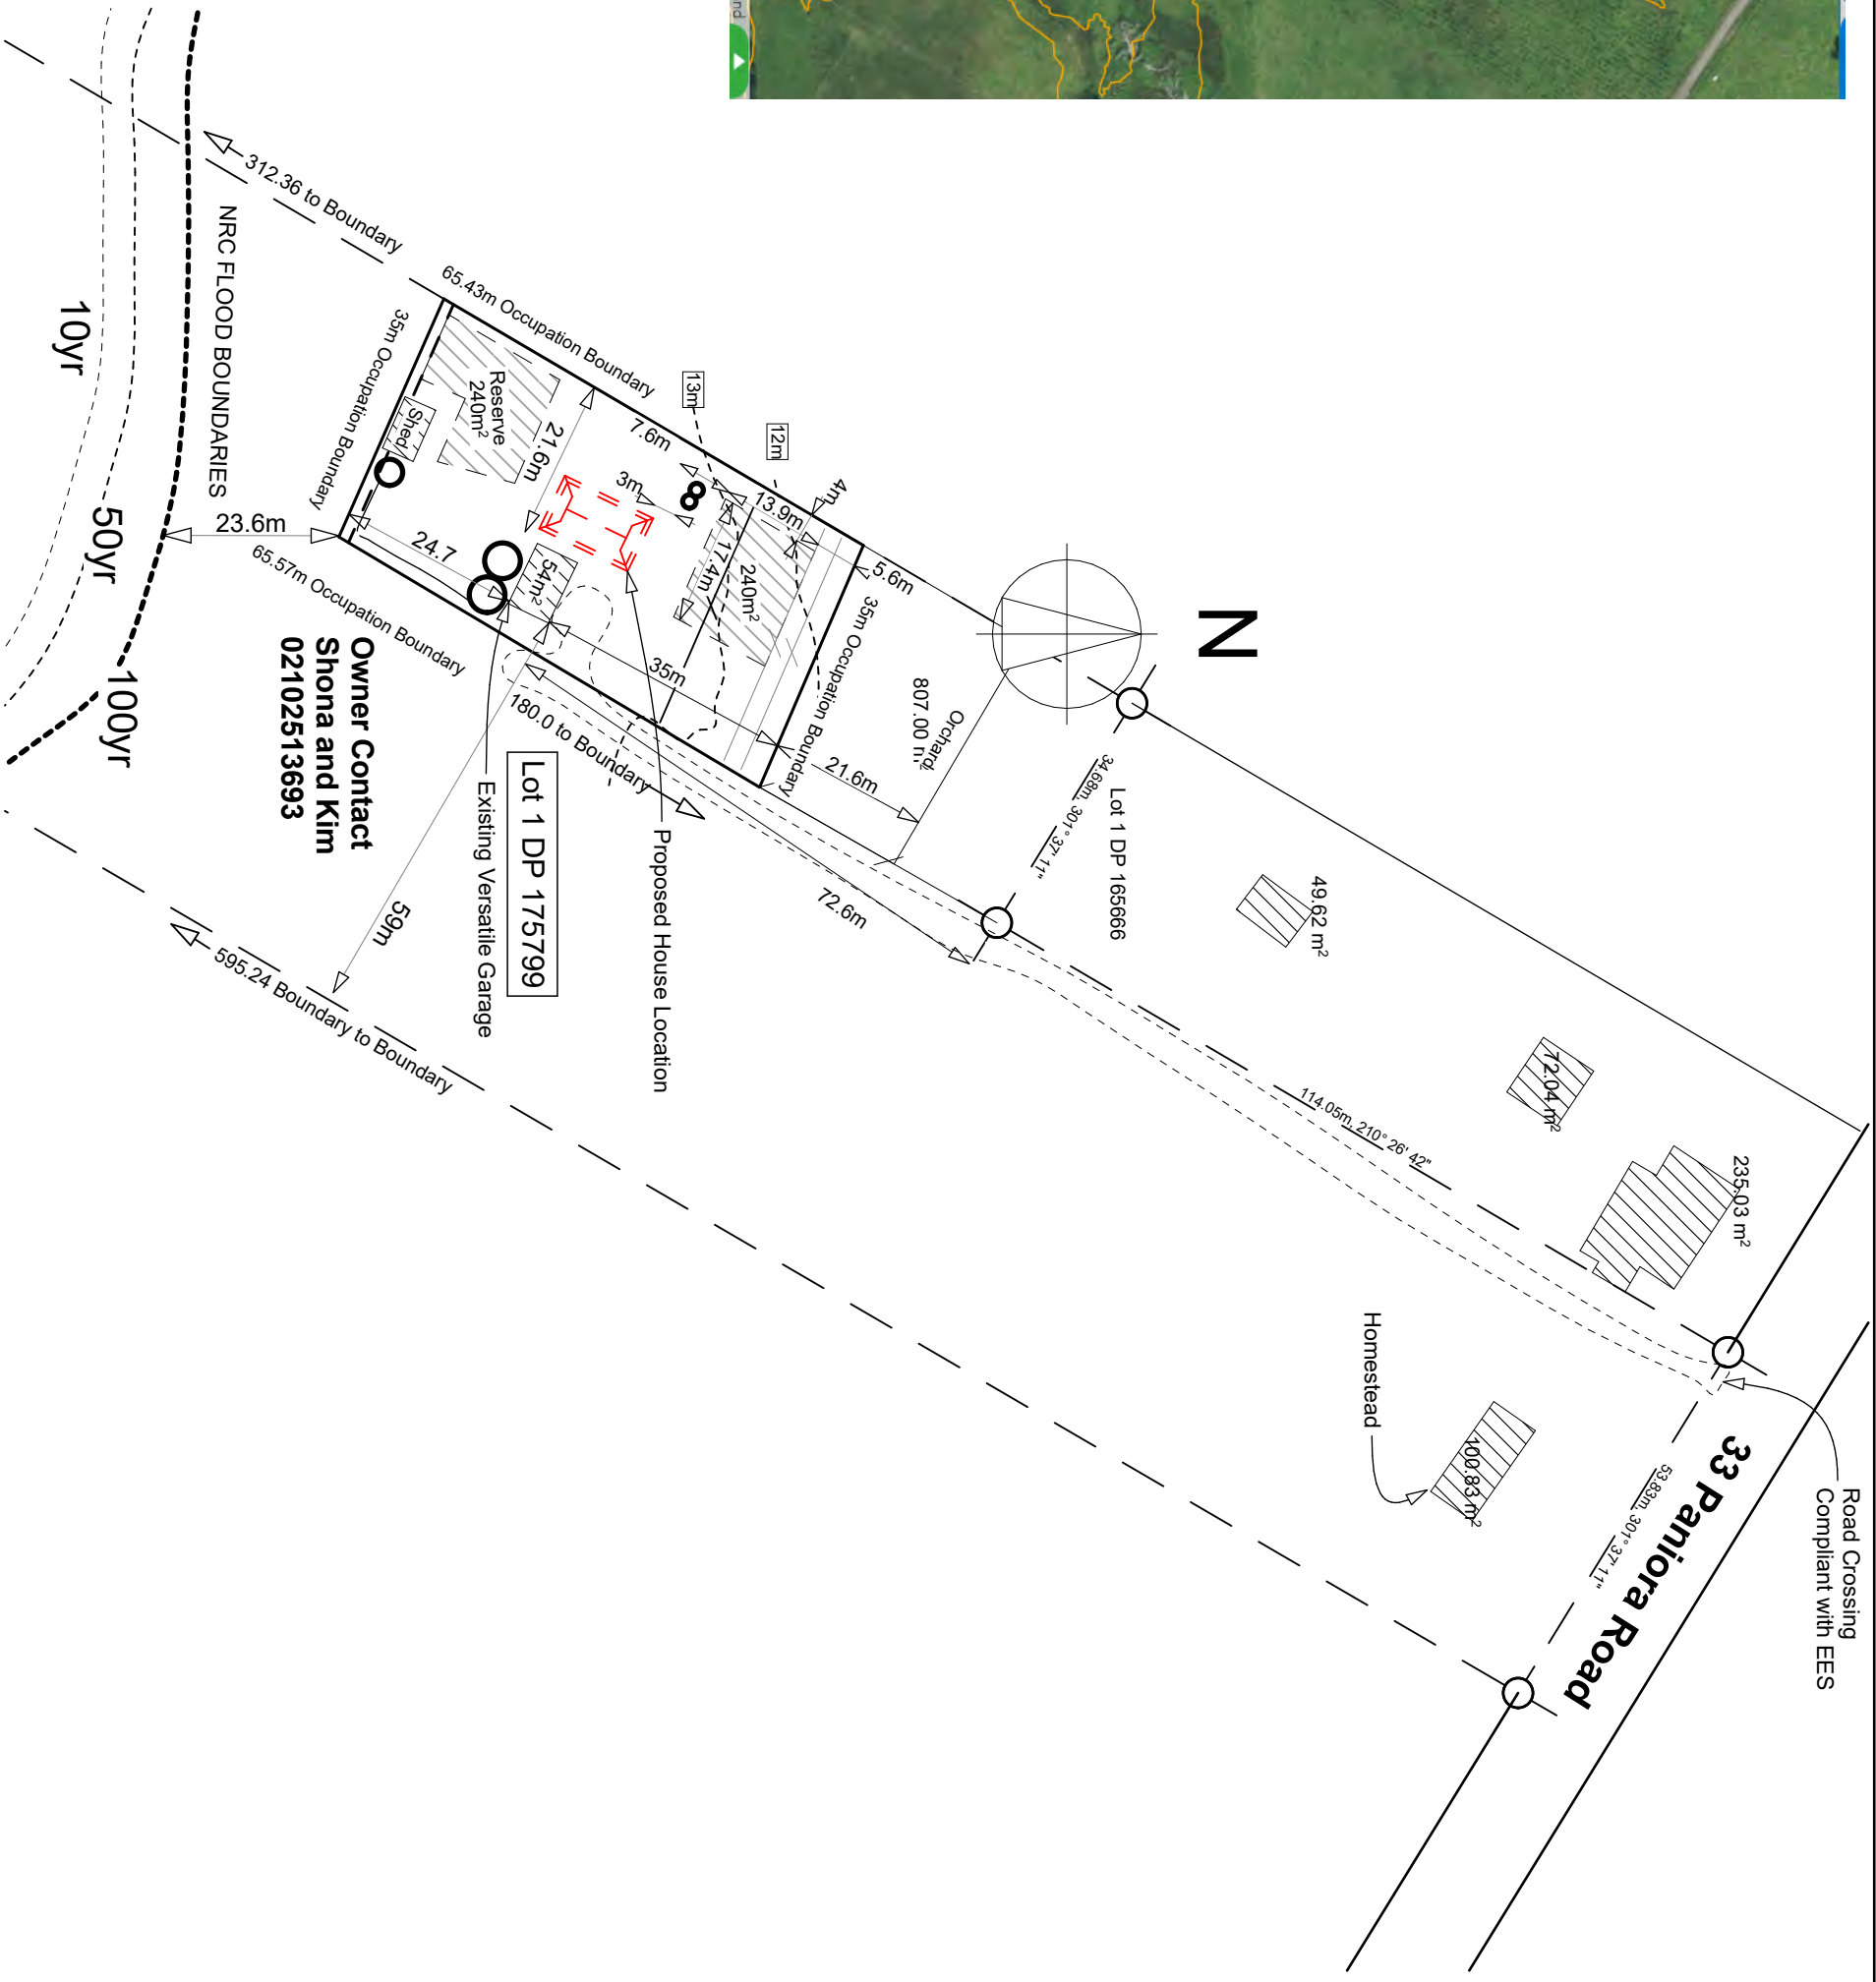 nd
N
33 Paniora Road
Road Crossing
Compliant with EES
53.83m, 301° 37' 11"
235.03 m²
72.04 m²
49.62 m²
Homestead
100.83 m²
114.05m, 210° 26' 42"
Lot 1 DP 165666
34.68m, 301° 37' 11"
Orchard
807.00 m²
21.6m
72.6m
35m Occupation Boundary
5.6m
4m
12m
13m
13.9m
7.6m
240m²
17.4m
3m
8
35m
65.43m Occupation Boundary
312.36 to Boundary
21.6m
Reserve
240m²
Shed
54m²
24.7
35m Occupation Boundary
65.57m Occupation Boundary
180.0 to Boundary
Proposed House Location
Lot 1 DP 175799
Existing Versatile Garage
59m
595.24 Boundary to Boundary
23.6m
NRC FLOOD BOUNDARIES
10yr
50yr
100yr
Owner Contact
Shona and Kim
02102513693